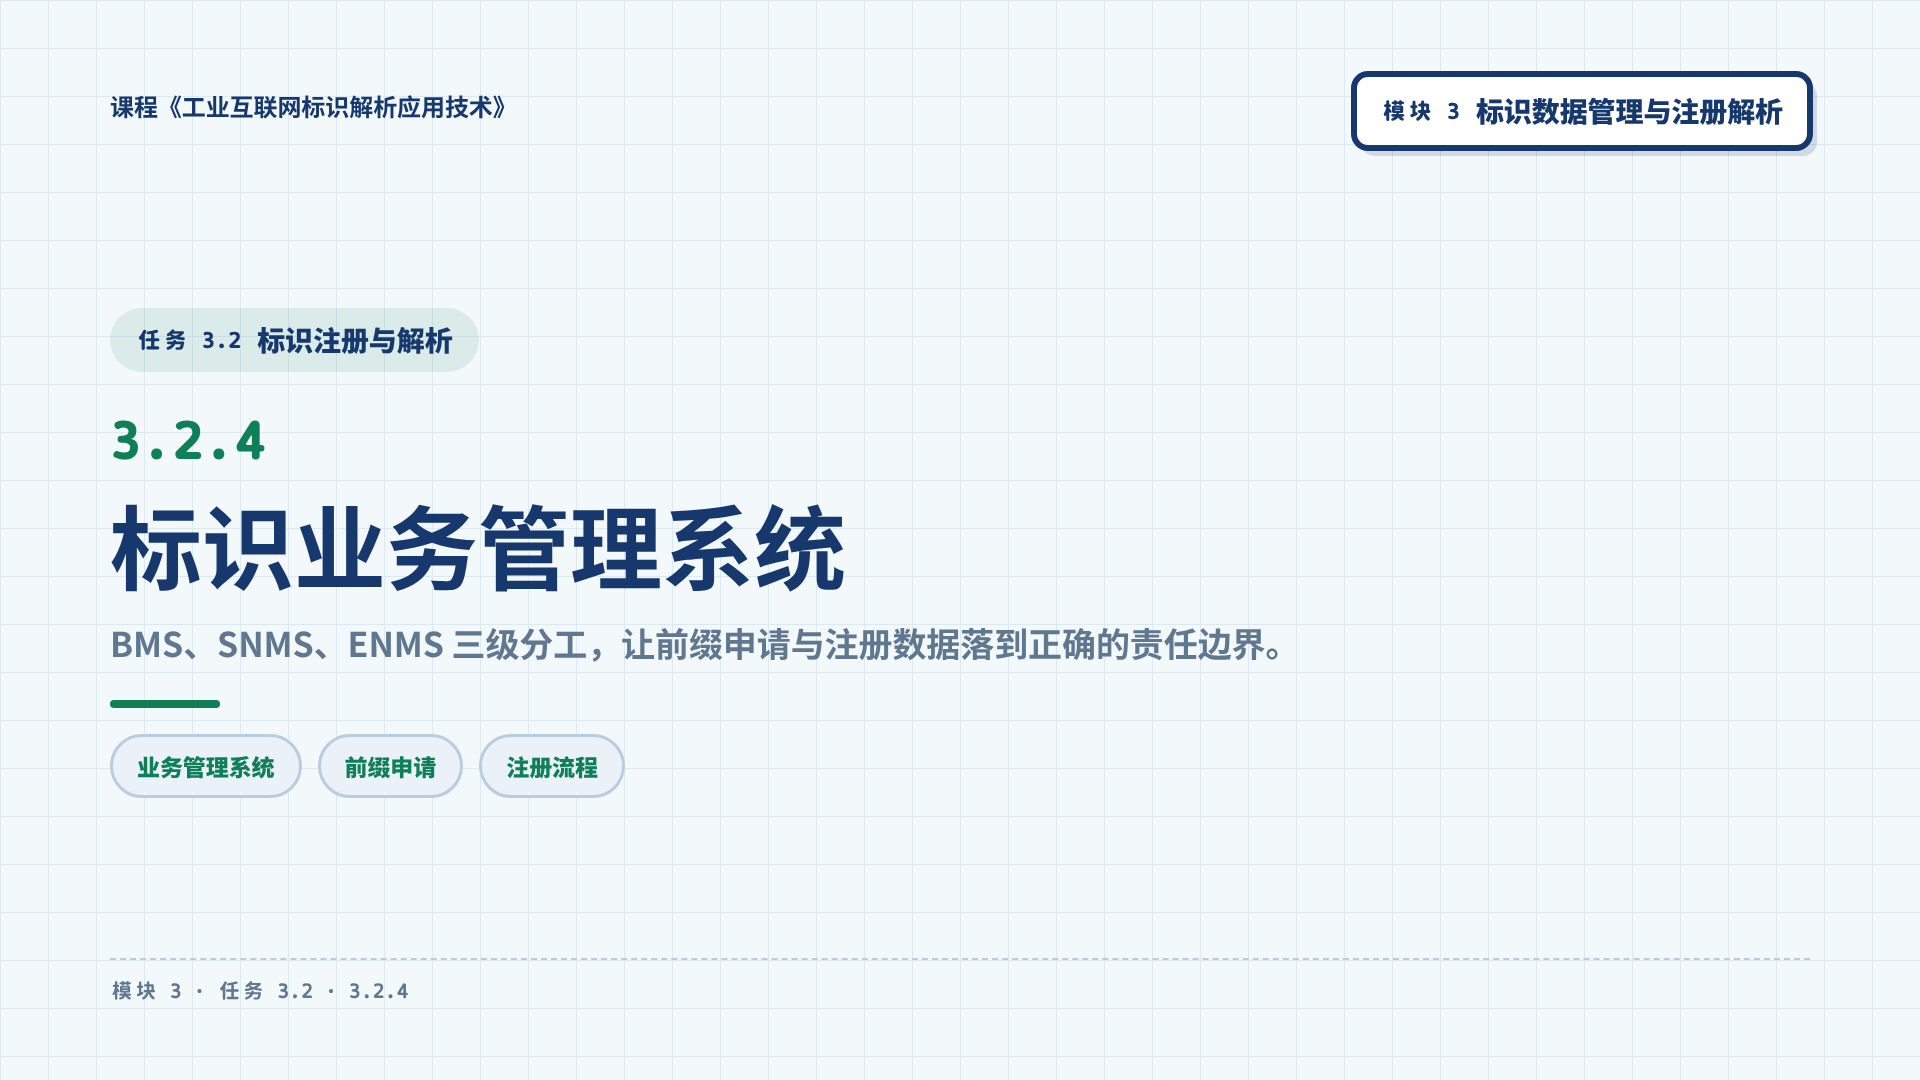 课程《工业互联网标识解析应用技术》
模块 3 标识数据管理与注册解析
任务 3.2 标识注册与解析
3.2.4
标识业务管理系统
BMS、SNMS、ENMS 三级分工，让前缀申请与注册数据落到正确的责任边界。
业务管理系统
前缀申请
注册流程
模块 3 · 任务 3.2 · 3.2.4